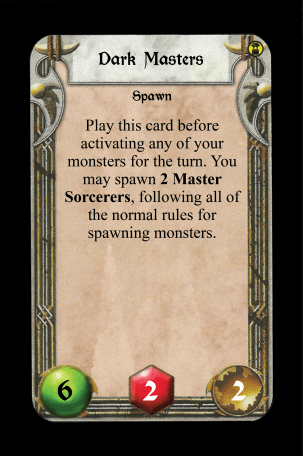 Dark Masters
Spawn
Play this card before
activating any of your
monsters for the turn. You
may spawn 2 Master
Sorcerers, following all of
the normal rules for
spawning monsters.
6
2
2